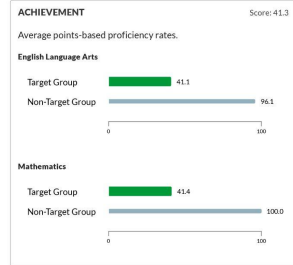 ACHIEVEMENT Score: 41.3
Average points-based proficiency rates.
English Language Arts
Target Group 41.1
Non-Target Group 96.1
0 100
Mathematics
Target Group 41.4
Non-Target Group 100.0
0 100